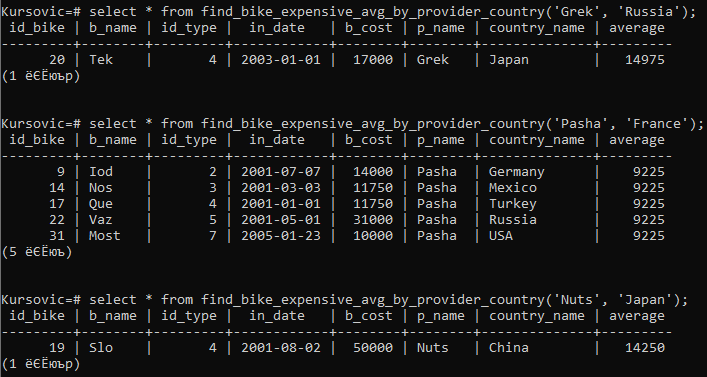 Kursovic=# select * from find_bike_expensive_avg_by_provider_country('Grek', 'Russia');
 id_bike | b_name | id_type |  in_date   | b_cost | p_name | country_name | average
---------+--------+---------+------------+--------+--------+--------------+---------
      20 | Tek    |       4 | 2003-01-01 |  17000 | Grek   | Japan        |   14975
(1 ёЄЁюър)
Kursovic=# select * from find_bike_expensive_avg_by_provider_country('Pasha', 'France');
 id_bike | b_name | id_type |  in_date   | b_cost | p_name | country_name | average
---------+--------+---------+------------+--------+--------+--------------+---------
       9 | Iod    |       2 | 2001-07-07 |  14000 | Pasha  | Germany      |    9225
      14 | Nos    |       3 | 2001-03-03 |  11750 | Pasha  | Mexico       |    9225
      17 | Que    |       4 | 2001-01-01 |  11750 | Pasha  | Turkey       |    9225
      22 | Vaz    |       5 | 2001-05-01 |  31000 | Pasha  | Russia       |    9225
      31 | Most   |       7 | 2005-01-23 |  10000 | Pasha  | USA          |    9225
(5 ёЄЁюъ)
Kursovic=# select * from find_bike_expensive_avg_by_provider_country('Nuts', 'Japan');
 id_bike | b_name | id_type |  in_date   | b_cost | p_name | country_name | average
---------+--------+---------+------------+--------+--------+--------------+---------
      19 | Slo    |       4 | 2001-08-02 |  50000 | Nuts   | China        |   14250
(1 ёЄЁюър)